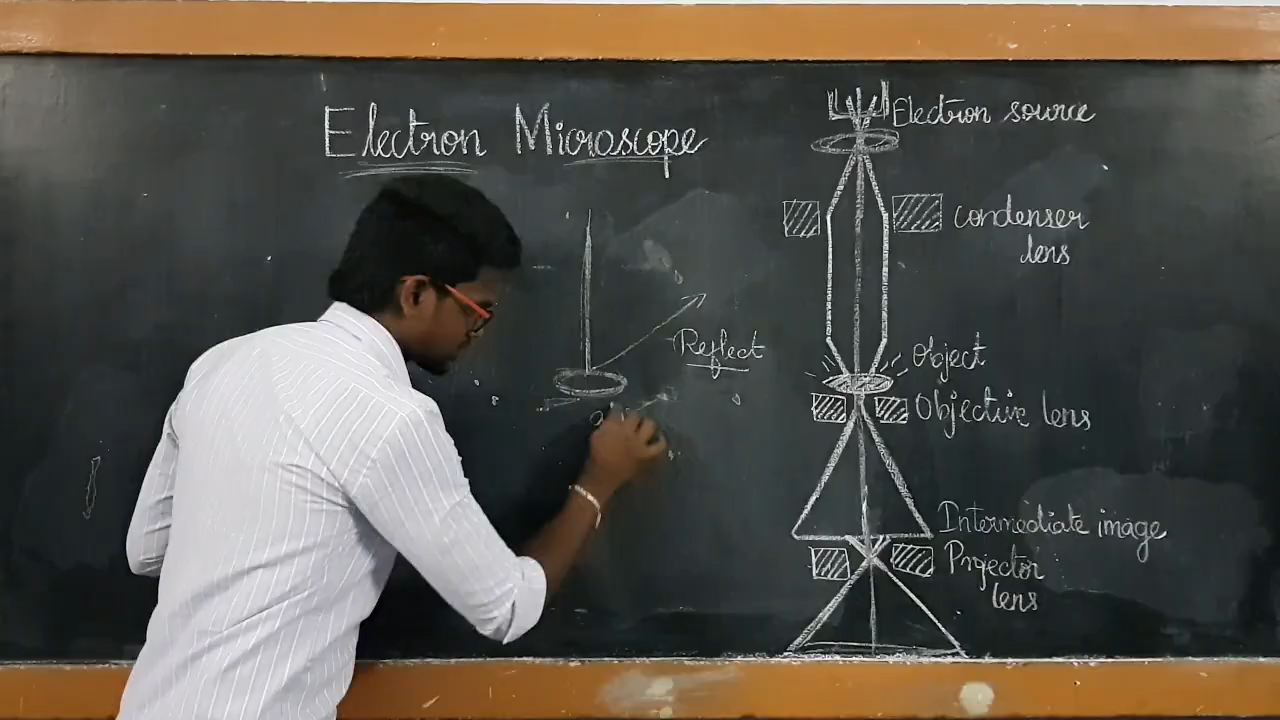 Electron Microscope
Electron source
condenser
lens
Reflect
Object
Objective lens
Intermediate image
Projector
lens